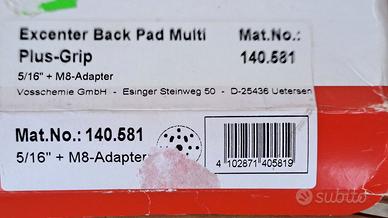 Excenter Back Pad Multi Mat.No.:
Plus-Grip 140.581
5/16" + M8-Adapter
Vosschemie GmbH - Esinger Steinweg 50 - D-25436 Uetersen
Mat.No.: 140.581
5/16" + M8-Adapter
4 102871 405819
subito